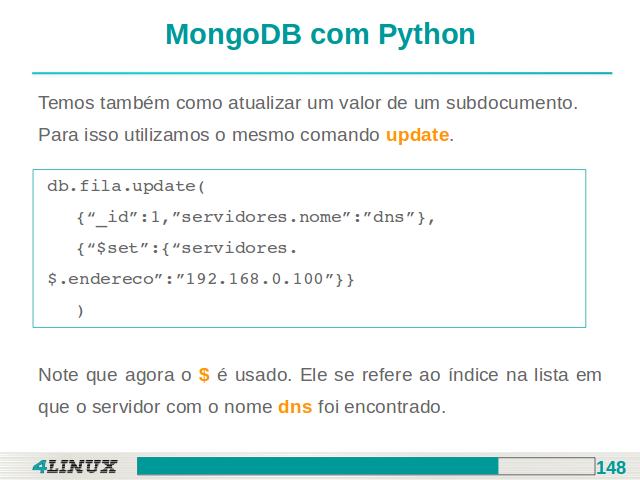 MongoDB com Python
Temos também como atualizar um valor de um subdocumento.
Para isso utilizamos o mesmo comando update.
db.fila.update(
{“_id”:1,”servidores.nome”:”dns”},
{“$set”:{“servidores.
$.endereco”:”192.168.0.100”}}
)
Note que agora o $ é usado. Ele se refere ao índice na lista em
que o servidor com o nome dns foi encontrado.
4LINUX
148